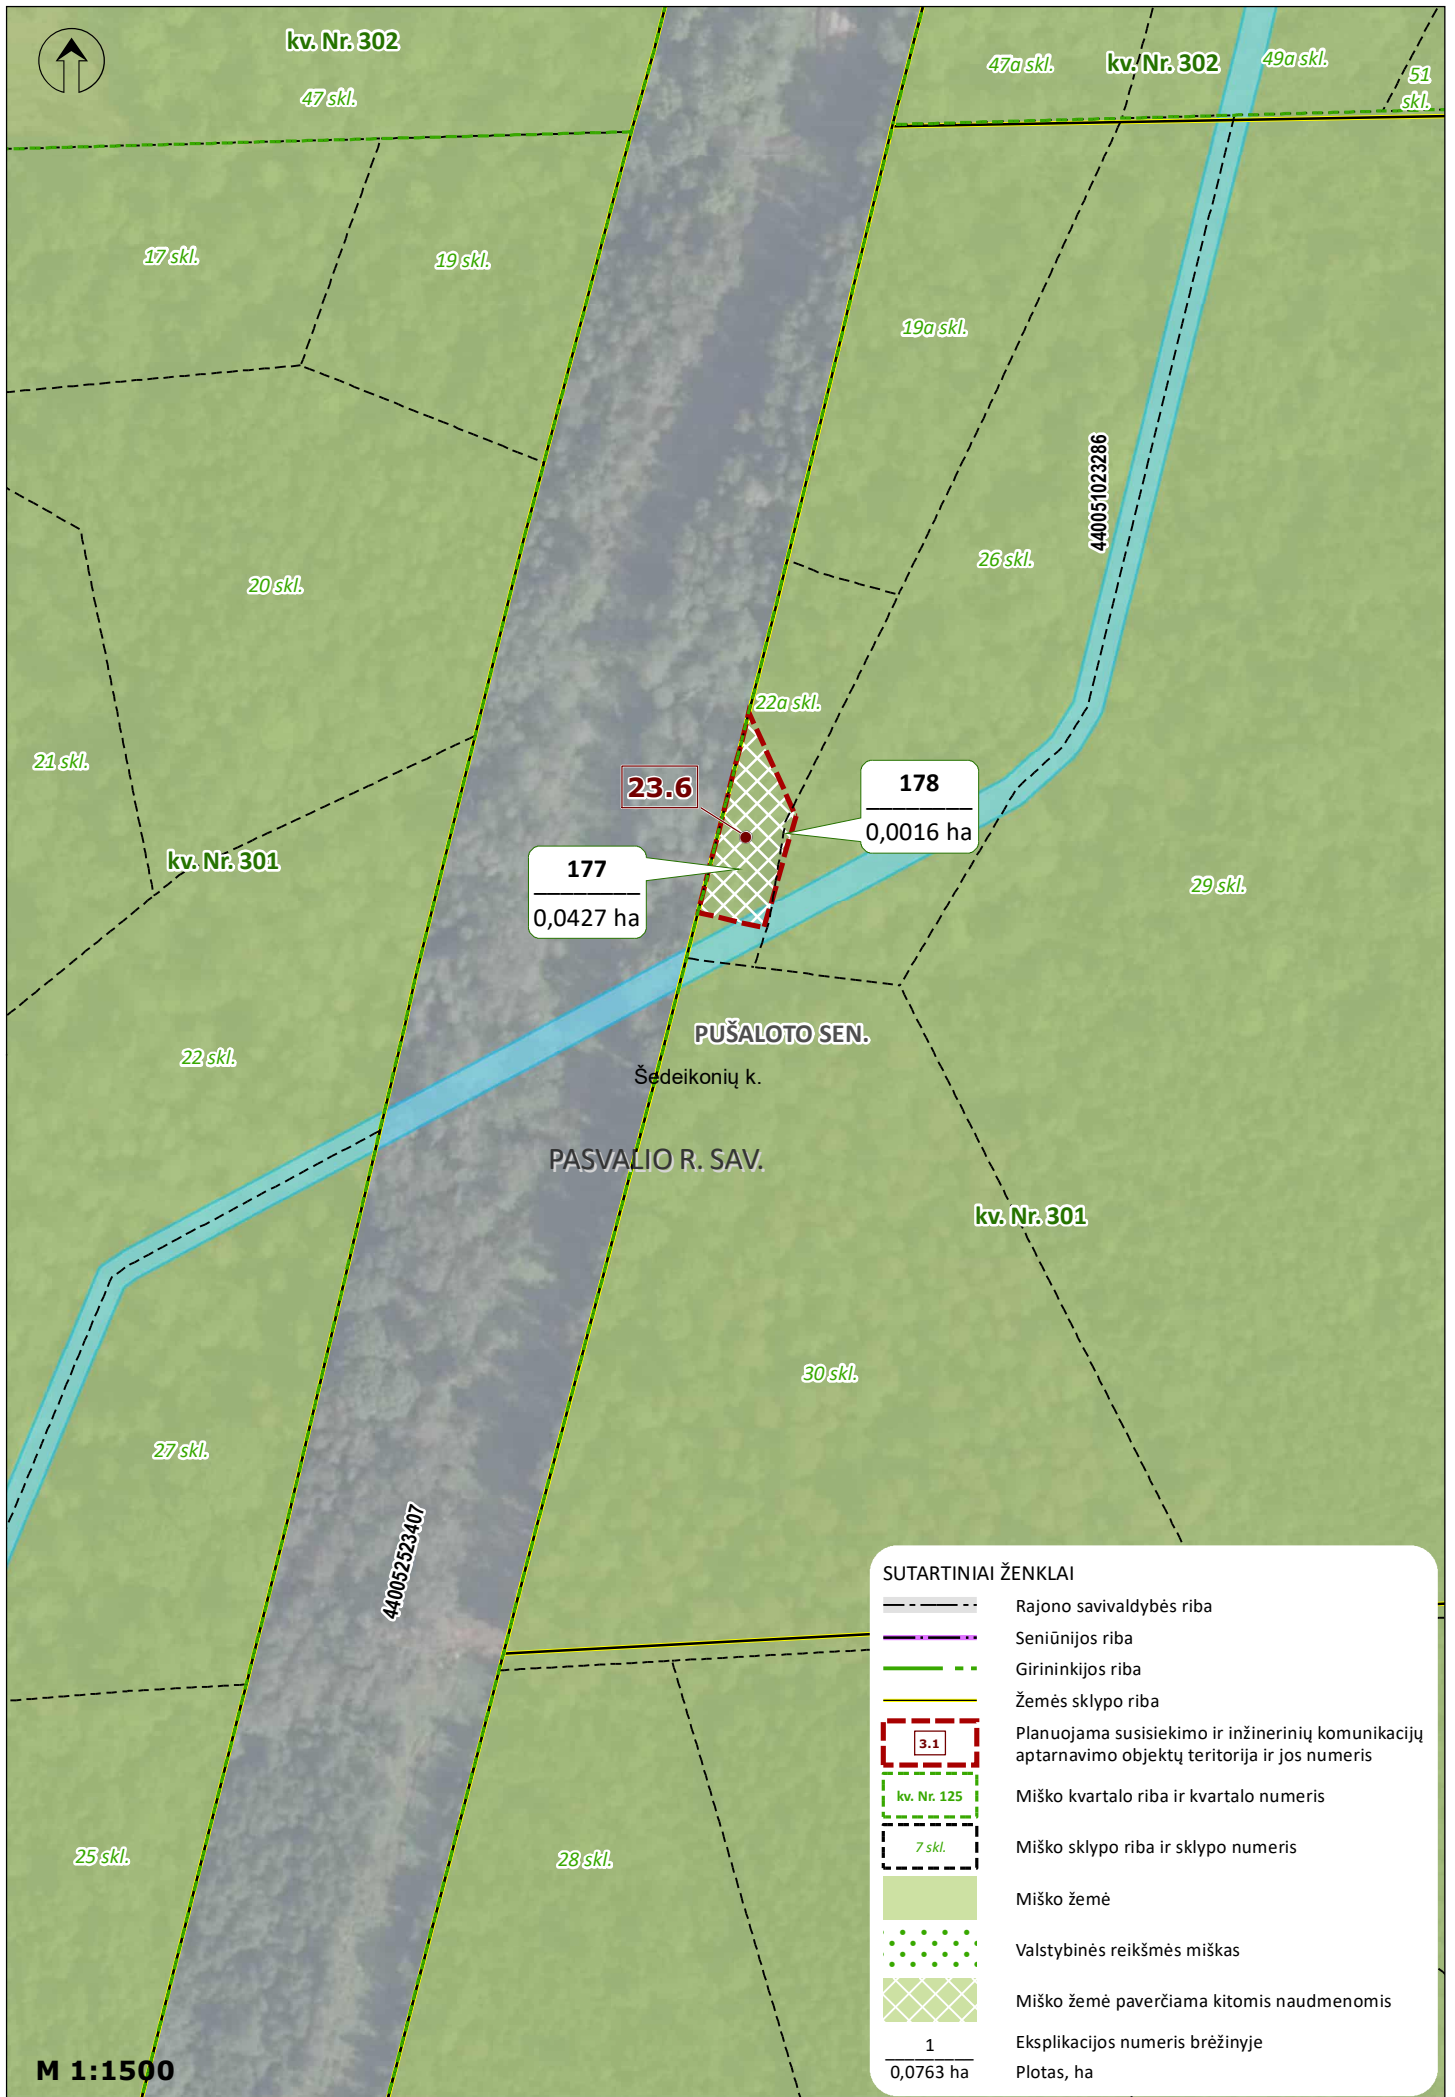 kv. Nr. 302
47 skl.
47a skl.
kv. Nr. 302
49a skl.
51
skl.
17 skl.
19 skl.
19a skl.
440051023286
26 skl.
20 skl.
22a skl.
21 skl.
23.6
178
0,0016 ha
kv. Nr. 301
177
0,0427 ha
29 skl.
PUŠALOTO SEN.
22 skl.
Šedeikonių k.
PASVALIO R. SAV.
kv. Nr. 301
30 skl.
27 skl.
440052523407
25 skl.
28 skl.
M 1:1500
SUTARTINIAI ŽENKLAI
Rajono savivaldybės riba
Seniūnijos riba
Girininkijos riba
Žemės sklypo riba
3.1
Planuojama susisiekimo ir inžinerinių komunikacijų
aptarnavimo objektų teritorija ir jos numeris
kv. Nr. 125
Miško kvartalo riba ir kvartalo numeris
7 skl.
Miško sklypo riba ir sklypo numeris
Miško žemė
Valstybinės reikšmės miškas
Miško žemė paverčiama kitomis naudmenomis
1
Eksplikacijos numeris brėžinyje
0,0763 ha
Plotas, ha